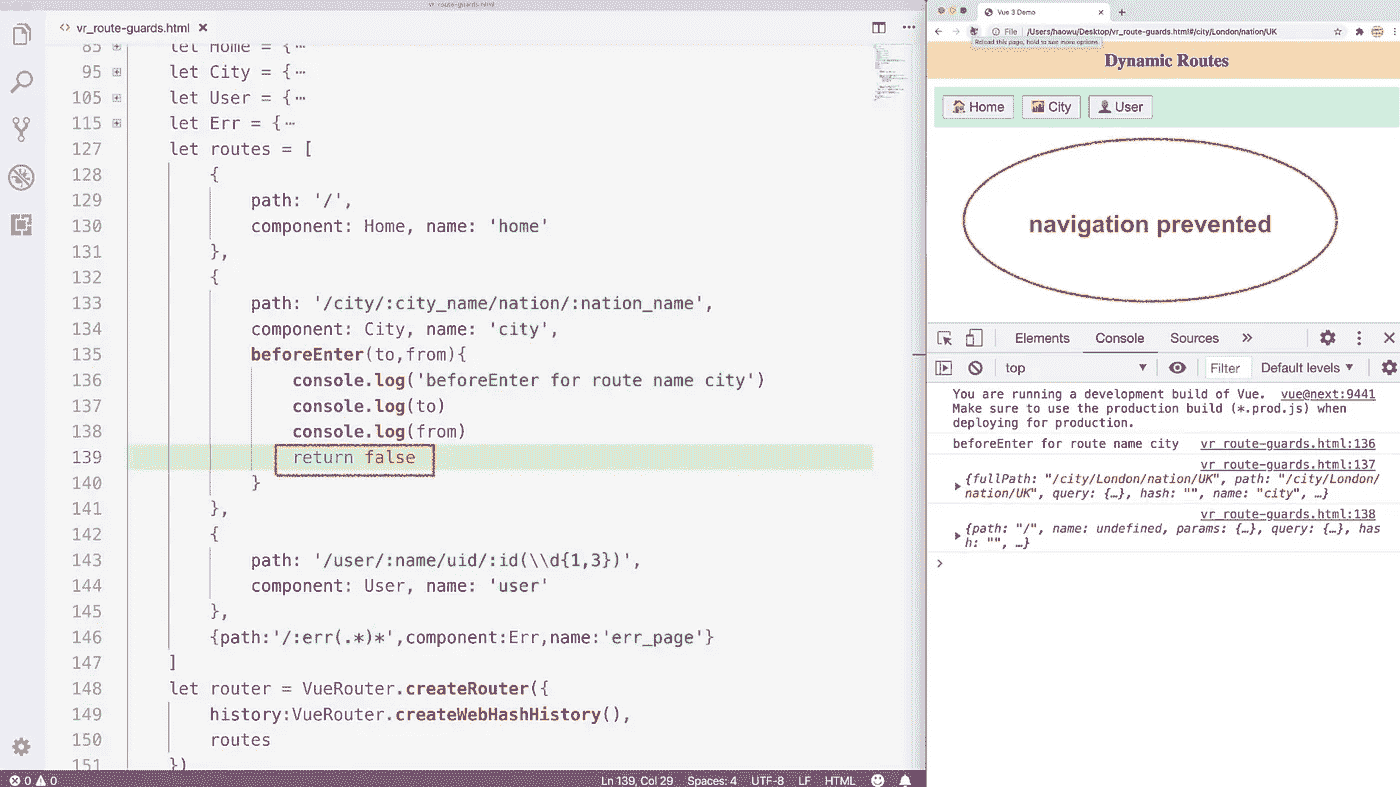 vr_route-guards.html
vr_route-guards.html
85 let Home = {…
95 let City = {…
105 let User = {…
115 let Err = {…
127 let routes = [
128 {
129 path: '/',
130 component: Home, name: 'home'
131 },
132 {
133 path: '/city/:city_name/nation/:nation_name',
134 component: City, name: 'city',
135 beforeEnter(to,from){
136 console.log('beforeEnter for route name city')
137 console.log(to)
138 console.log(from)
139 return false
140 }
141 },
142 {
143 path: '/user/:name/uid/:id(\\d{1,3})',
144 component: User, name: 'user'
145 },
146 {path:'/:err(.*)*',component:Err,name:'err_page'}
147 ]
148 let router = VueRouter.createRouter({
149 history:VueRouter.createWebHashHistory(),
150 routes
151 })
0 0 Ln 139, Col 29 Spaces: 4 UTF-8 LF HTML
Vue 3 Demo
File /Users/haowu/Desktop/vr_route-guards.html#/city/London/nation/UK
Reload this page, hold to see more options
Dynamic Routes
Home City User
navigation prevented
Elements Console Sources
top Filter Default levels
You are running a development build of Vue. vue@next:9441
Make sure to use the production build (*.prod.js) when
deploying for production.
beforeEnter for route name city vr_route-guards.html:136
vr_route-guards.html:137
{fullPath: "/city/London/nation/UK", path: "/city/London/
nation/UK", query: {…}, hash: "", name: "city", …}
vr_route-guards.html:138
{path: "/", name: undefined, params: {…}, query: {…}, has
h: "", …}